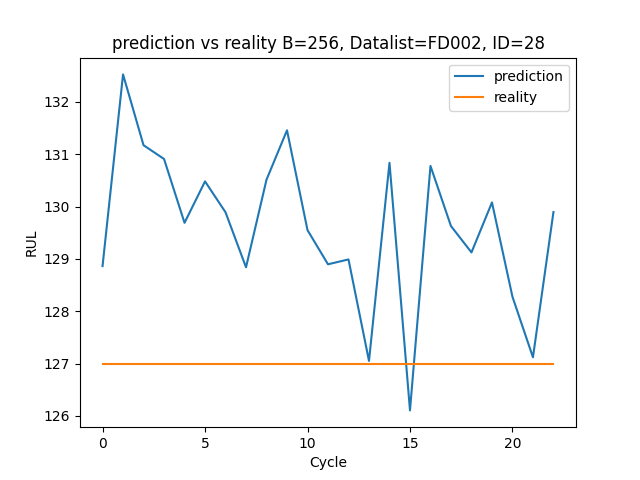 prediction vs reality B=256, Datalist=FD002, ID=28
prediction
reality
132
131
130
129
128
127
126
RUL
0 5 10 15 20
Cycle